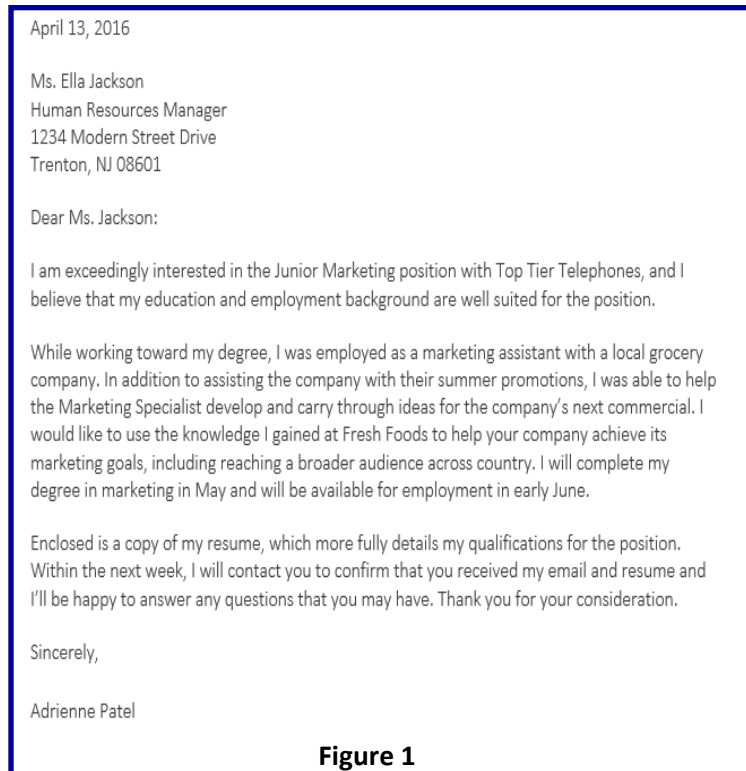 April 13, 2016
Ms. Ella Jackson
Human Resources Manager
1234 Modern Street Drive
Trenton, NJ 08601
Dear Ms. Jackson:
I am exceedingly interested in the Junior Marketing position with Top Tier Telephones, and I
believe that my education and employment background are well suited for the position.
While working toward my degree, I was employed as a marketing assistant with a local grocery
company. In addition to assisting the company with their summer promotions, I was able to help
the Marketing Specialist develop and carry through ideas for the company’s next commercial. I
would like to use the knowledge I gained at Fresh Foods to help your company achieve its
marketing goals, including reaching a broader audience across country. I will complete my
degree in marketing in May and will be available for employment in early June.
Enclosed is a copy of my resume, which more fully details my qualifications for the position.
Within the next week, I will contact you to confirm that you received my email and resume and
I’ll be happy to answer any questions that you may have. Thank you for your consideration.
Sincerely,
Adrienne Patel
Figure 1